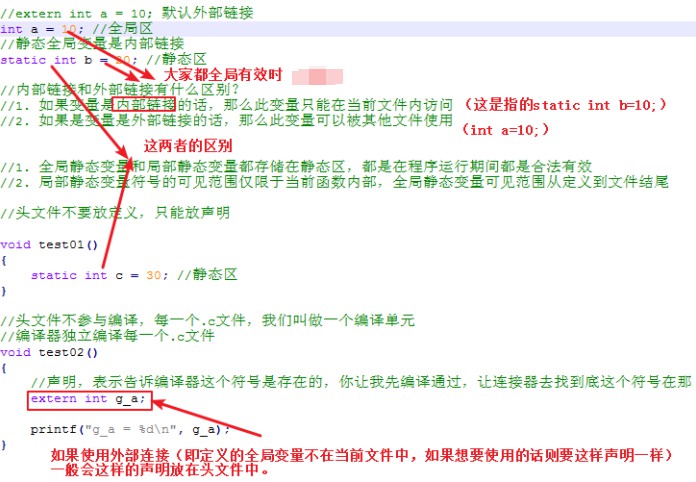 //extern int a = 10; 默认外部链接
int a = 10; //全局区
//静态全局变量是内部链接
static int b = 20; //静态区
大家都全局有效时
//内部链接和外部链接有什么区别?
//1. 如果变量是内部链接的话，那么此变量只能在当前文件内访问 （这是指的static int b=10;）
//2. 如果是变量是外部链接的话，那么此变量可以被其他文件使用 （int a=10;）
这两者的区别
//1. 全局静态变量和局部静态变量都存储在静态区，都是在程序运行期间都是合法有效
//2. 局部静态变量符号的可见范围仅限于当前函数内部，全局静态变量可见范围从定义到文件结尾
//头文件不要放定义，只能放声明
void test01()
{
static int c = 30; //静态区
}
//头文件不参与编译，每一个.c文件，我们叫做一个编译单元
//编译器独立编译每一个.c文件
void test02()
{
//声明，表示告诉编译器这个符号是存在的，你让我先编译通过，让连接器去找到底这个符号在那
extern int g_a;
printf("g_a = %d\n", g_a);
}
如果使用外部连接（即定义的全局变量不在当前文件中，如果想要使用的话则要这样声明一样）
一般会这样的声明放在头文件中。